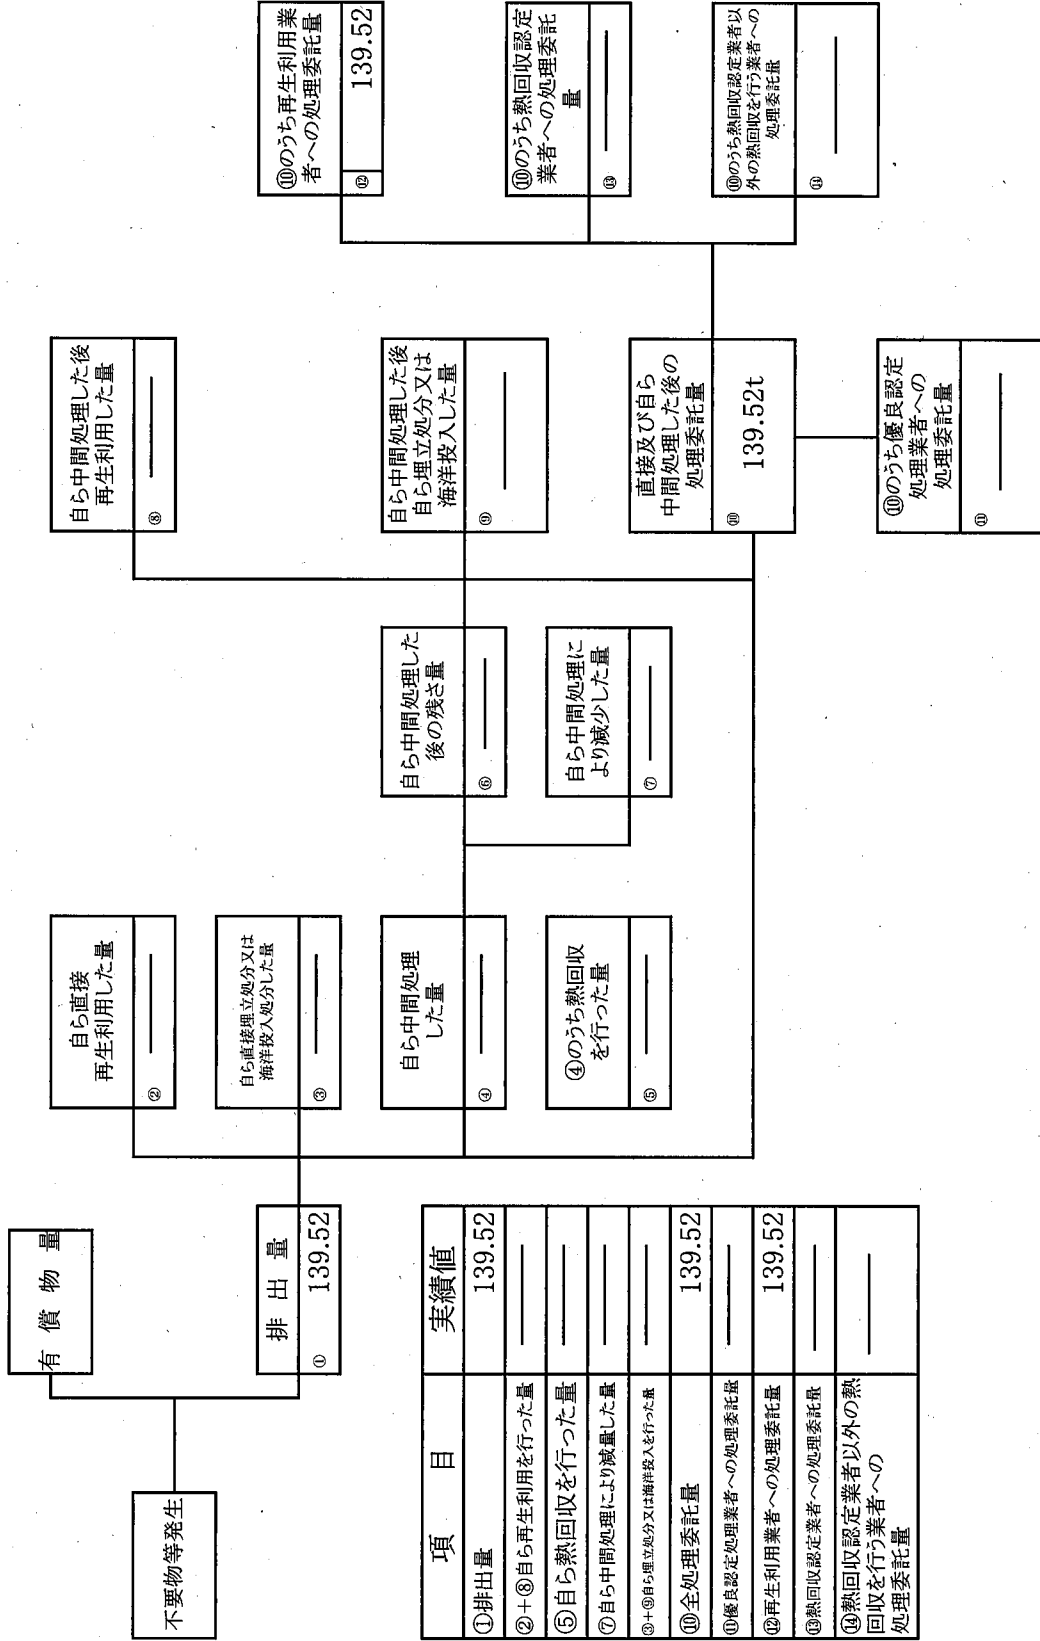 有償物量
不要物等発生
排出量
① 139.52
自ら直接
再生利用した量
② ―
自ら直接埋立処分又は
海洋投入処分した量
③ ―
自ら中間処理
した量
④ ―
④のうち熱回収
を行った量
⑤ ―
自ら中間処理した
後の残さ量
⑥ ―
自ら中間処理に
より減少した量
⑦ ―
自ら中間処理した後
再生利用した量
⑧ ―
自ら中間処理した後
自ら埋立処分又は
海洋投入した量
⑨ ―
直接及び自ら
中間処理した後の
処理委託量
⑩ 139.52t
⑩のうち優良認定
処理業者への
処理委託量
⑪ ―
⑩のうち再生利用業
者への処理委託量
⑫ 139.52
⑩のうち熱回収認定
業者への処理委託
量
⑬ ―
⑩のうち熱回収認定業者以
外の熱回収を行う業者への
処理委託量
⑭ ―
項目 実績値
①排出量 139.52
②+⑧自ら再生利用を行った量 ―
⑤自ら熱回収を行った量 ―
⑦自ら中間処理により減量した量 ―
③+⑨自ら埋立処分又は海洋投入を行った量 ―
⑩全処理委託量 139.52
⑪優良認定処理業者への処理委託量 ―
⑫再生利用業者への処理委託量 139.52
⑬熱回収認定業者への処理委託量 ―
⑭熱回収認定業者以外の熱
回収を行う業者への
処理委託量 ―